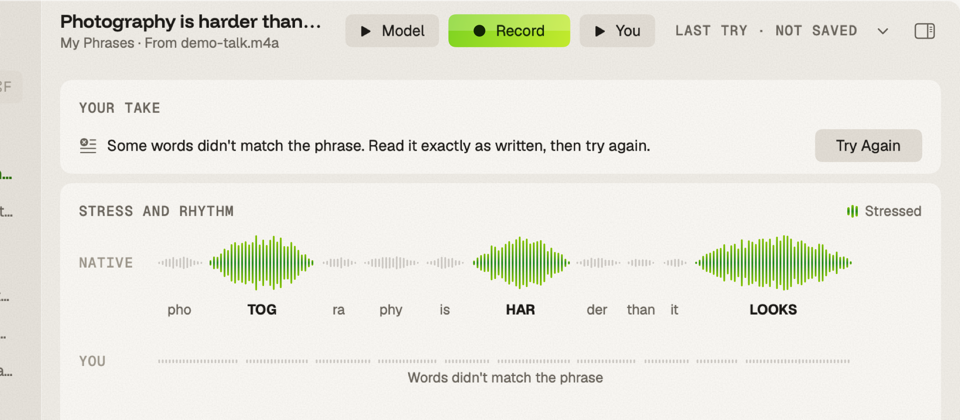 Photography is harder than…
My Phrases · From demo-talk.m4a
Model
Record
You
LAST TRY · NOT SAVED
F
YOUR TAKE
Some words didn't match the phrase. Read it exactly as written, then try again.
Try Again
STRESS AND RHYTHM
Stressed
NATIVE
pho TOG ra phy is HAR der than it LOOKS
YOU
Words didn't match the phrase
t…
a…